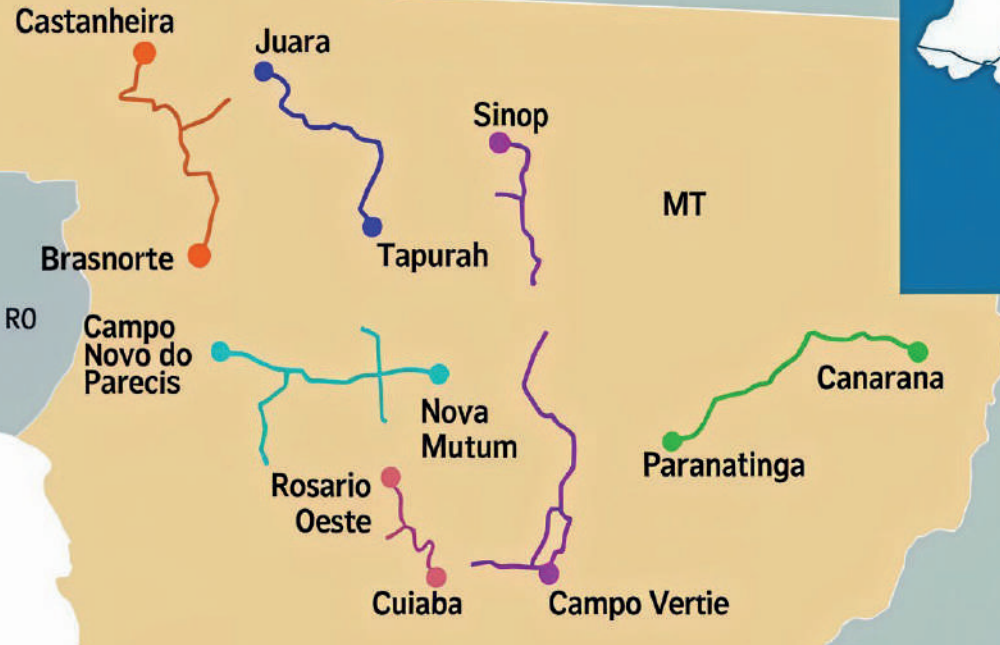 Castanheira
Juara
Sinop
MT
Brasnorte
Tapurah
RO
Campo
Novo do
Parecis
Canarana
Nova
Mutum
Paranatinga
Rosario
Oeste
Cuiaba
Campo Vertie